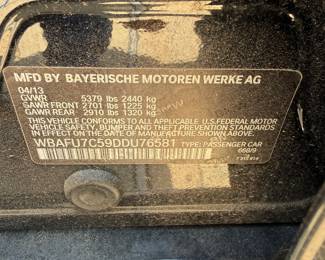 MFD BY BAYERISCHE MOTOREN WERKE AG
04/13
GVWR 5379 lbs 2440 kg
GAWR FRONT 2701 lbs 1225 kg
GAWR REAR 2910 lbs 1320 kg
THIS VEHICLE CONFORMS TO ALL APPLICABLE U.S. FEDERAL MOTOR
VEHICLE SAFETY, BUMPER AND THEFT PREVENTION STANDARDS
IN EFFECT ON THE DATE OF MANUFACTURE SHOWN ABOVE.
WBAFU7C59DDU76581 TYPE: PASSENGER CAR
668/9